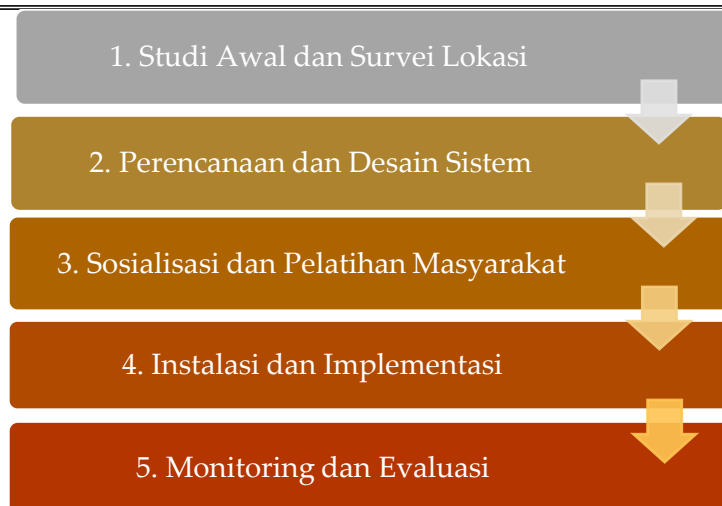 1. Studi Awal dan Survei Lokasi
2. Perencanaan dan Desain Sistem
3. Sosialisasi dan Pelatihan Masyarakat
4. Instalasi dan Implementasi
5. Monitoring dan Evaluasi